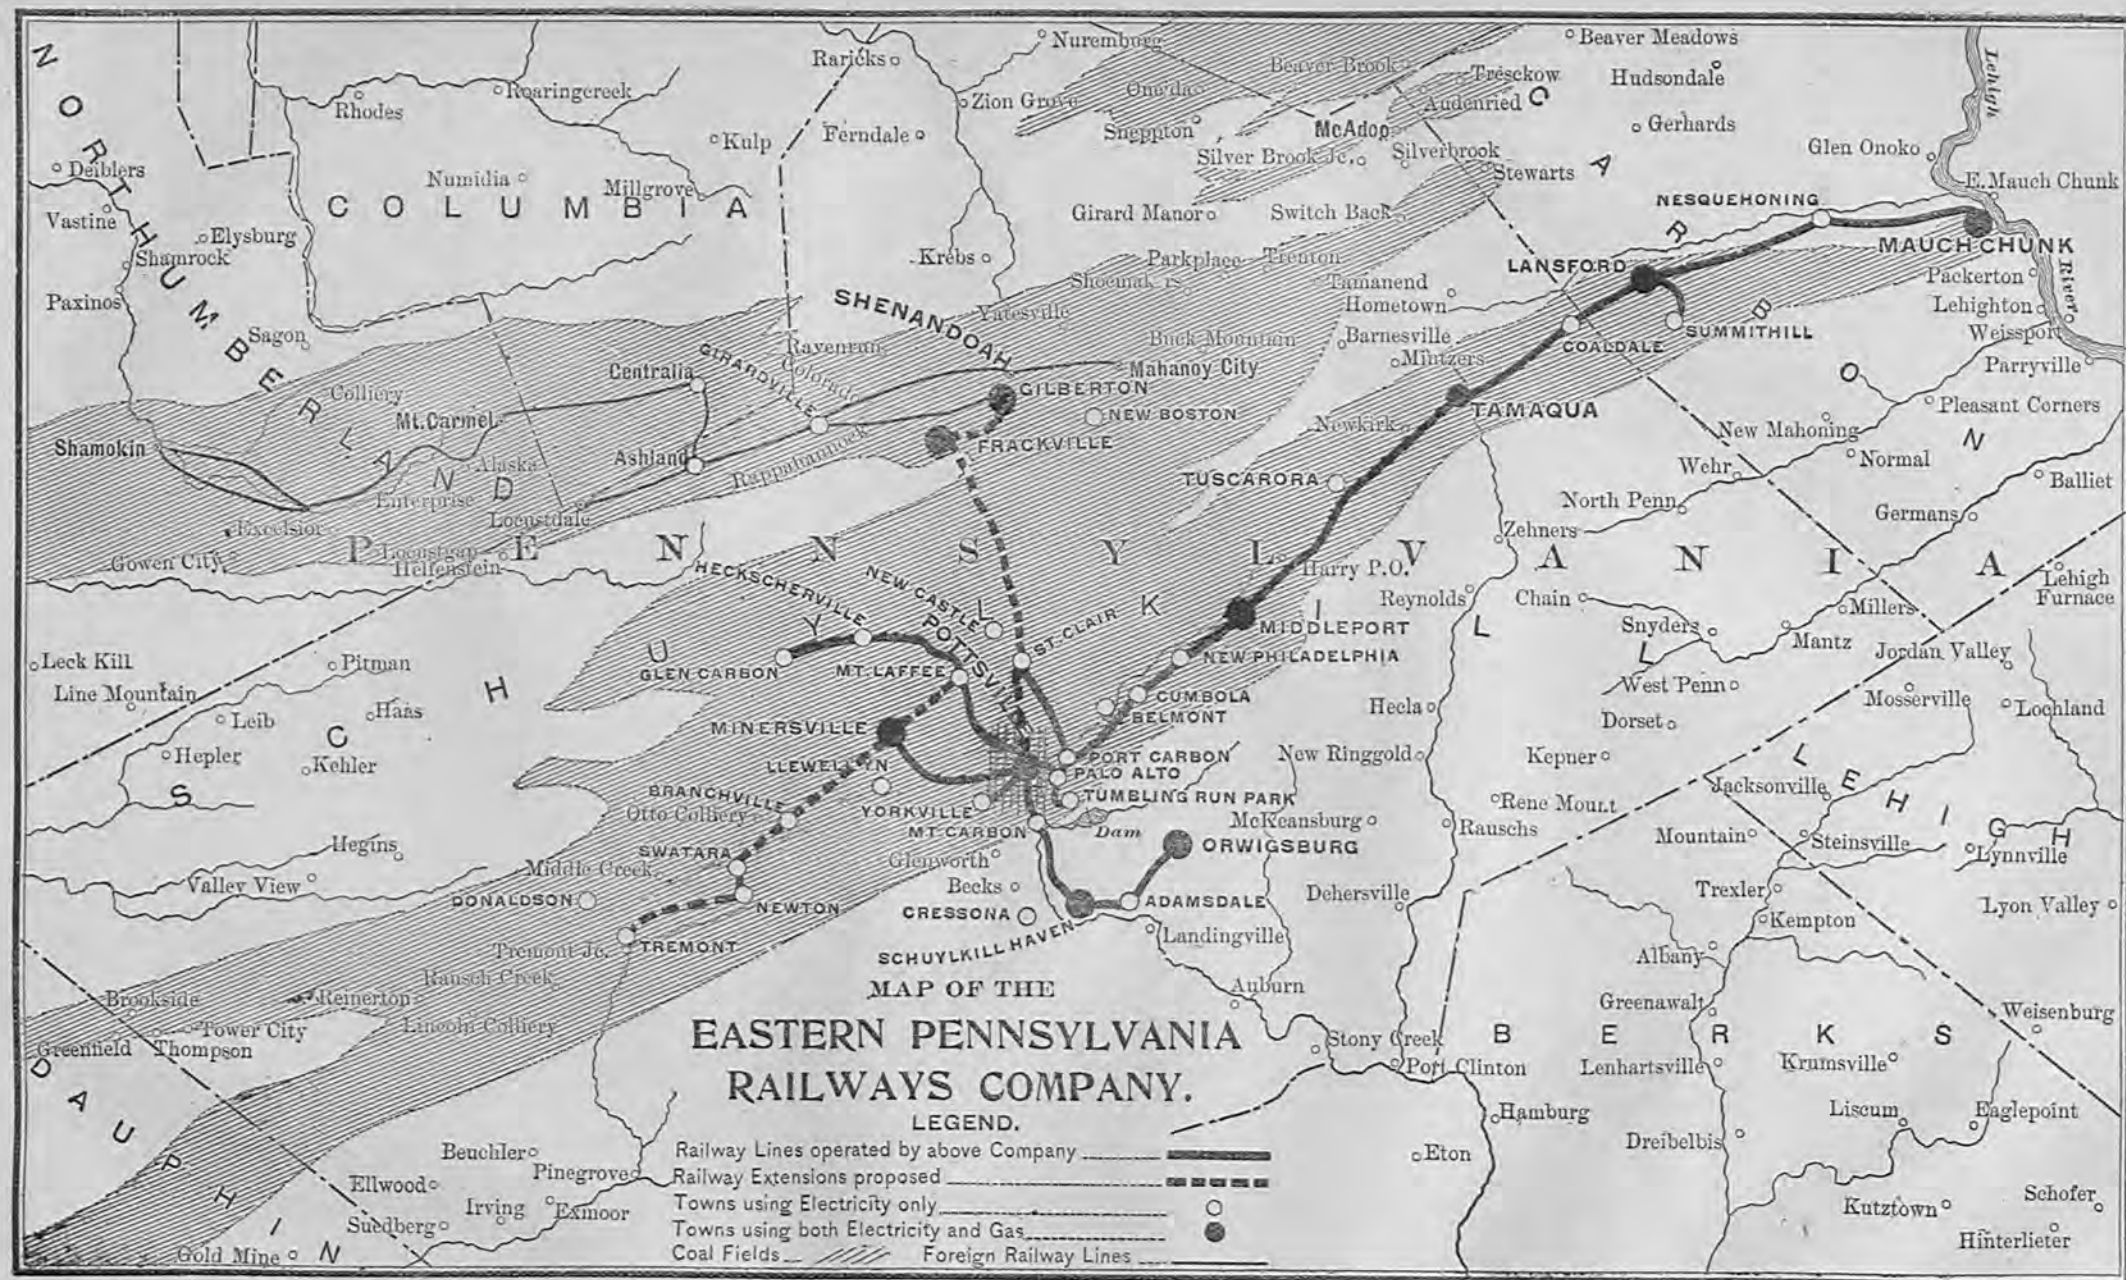 Nuremburg
Beaver Meadows
Raricks
Beaver Brook
Tresckow
Hudsondale
Lehigh
Rhodes
Roaringcreek
Zion Grove
Oneida
Audenried
Kulp
Ferndale
Sheppton
McAdoo
Gerhards
Silver Brook Jc.
Silverbrook
Glen Onoko
Deiblers
Numidia
Millgrove
Stewarts
E. Mauch Chunk
NORTHUMBERLAND
COLUMBIA
CARBON
Vastine
Elysburg
Girard Manor
Switch Back
NESQUEHONING
MAUCH CHUNK
Shamrock
Krebs
Parkplace
Trenton
LANSFORD
Packerton
River
Paxinos
SHENANDOAH
Tamanend
Hometown
Lehighton
Weissport
Sagon
Yatesville
Buck Mountain
Barnesville
SUMMITHILL
COALDALE
GIRARDVILLE
Ravenrun
Colorado
Mintzers
Parryville
Centralia
Mahanoy City
Colliery
GILBERTON
Mt. Carmel
NEW BOSTON
TAMAQUA
Pleasant Corners
Shamokin
Ashland
FRACKVILLE
Newkirk
New Mahoning
Normal
Alaska
Rappahannock
TUSCARORA
Wehr
Balliet
Enterprise
Locustdale
North Penn
Germans
Excelsior
Zehners
PENNSYLVANIA
Gowen City
Locustgap
Helfenstein
HECKSCHERVILLE
NEW CASTLE
Harry P.O.
Reynolds
Chain
Lehigh
Furnace
Millers
SCHUYLKILL
Snyders
Mantz
ST. CLAIR
MIDDLEPORT
Leck Kill
Pitman
GLEN CARBON
MT. LAFFEE
POTTSVILLE
NEW PHILADELPHIA
Jordan Valley
Line Mountain
West Penn
Mosserville
Lochland
Leib
Haas
MINERSVILLE
CUMBOLA
BELMONT
Hecla
Dorset
Hepler
Kehler
LLEWELLYN
PORT CARBON
PALO ALTO
New Ringgold
Kepner
LEHIGH
Jacksonville
BRANCHVILLE
Otto Colliery
YORKVILLE
TUMBLING RUN PARK
Rene Mount
MT. CARBON
Dam
McKeansburg
Rauschs
Mountain
Steinsville
Lynnville
Hegins
SWATARA
Glenworth
ORWIGSBURG
Valley View
Middle Creek
Becks
Dehersville
Trexler
DONALDSON
NEWTON
CRESSONA
ADAMSDALE
Kempton
Lyon Valley
Tremont Jc.
TREMONT
SCHUYLKILL HAVEN
Landingville
Albany
Rausch Creek
MAP OF THE
Auburn
Brookside
Reinerton
Greenawalt
Weisenburg
Tower City
Lincoln Colliery
EASTERN PENNSYLVANIA
Stony Creek
BERKS
Greenfield
Thompson
Port Clinton
Lenhartsville
Krumsville
DAUPHIN
RAILWAYS COMPANY.
Hamburg
Liscum
Eaglepoint
LEGEND.
Dreibelbis
Beuchler
Railway Lines operated by above Company
Eton
Pinegrove
Railway Extensions proposed
Ellwood
Irving
Exmoor
Towns using Electricity only
Kutztown
Schofer
Suedberg
Towns using both Electricity and Gas
Hinterlieter
Gold Mine
Coal Fields
Foreign Railway Lines